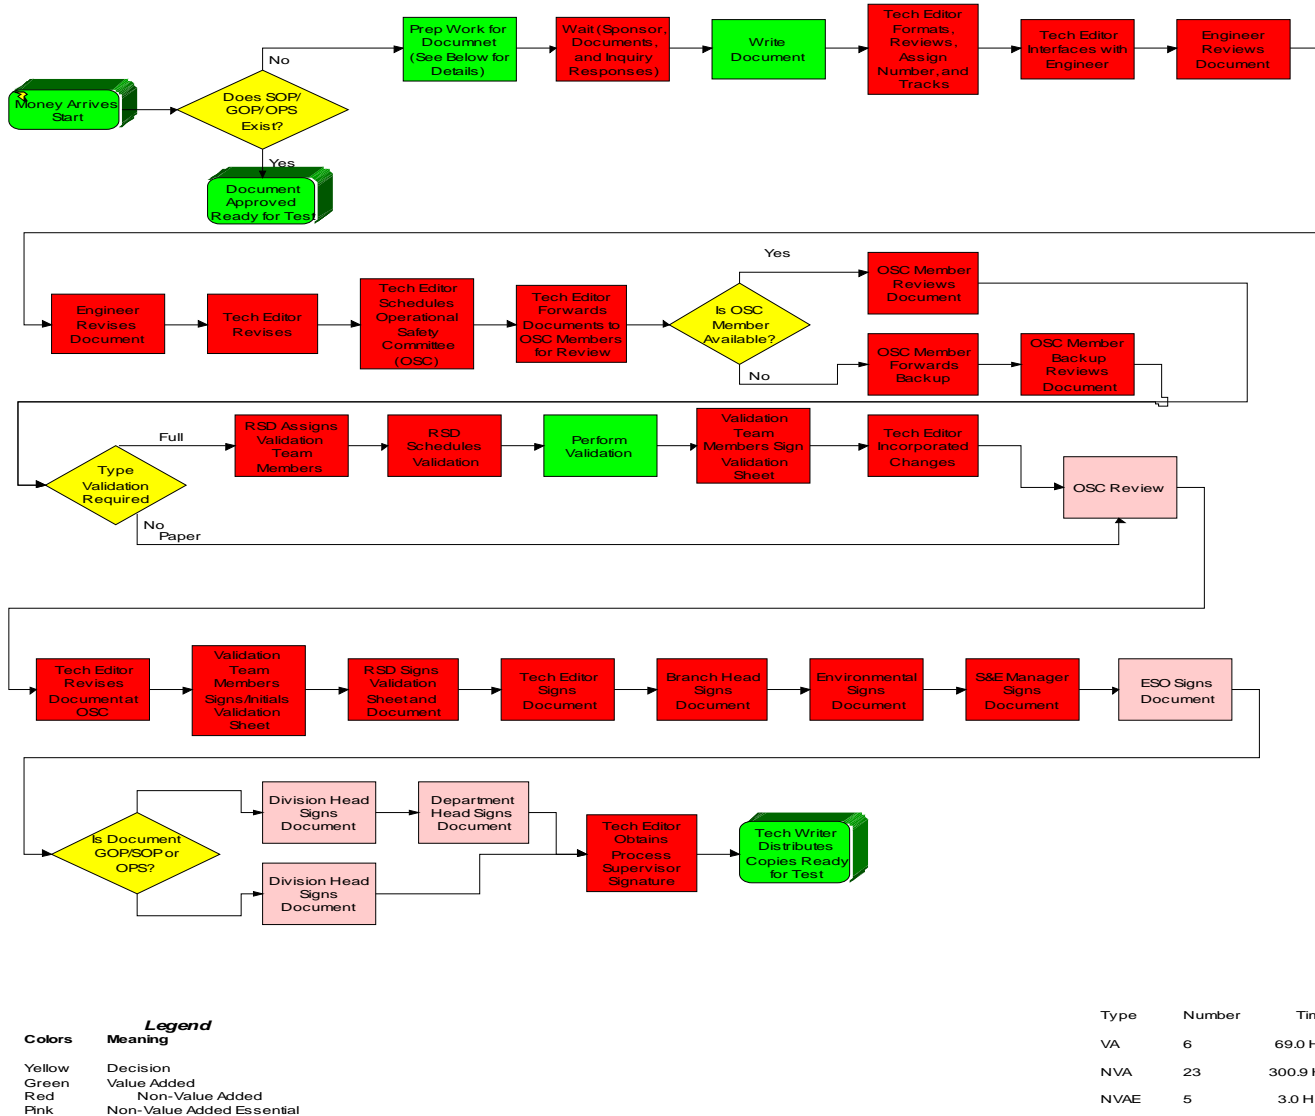 Money Arrives
Start
Does SOP/
GOP/OPS
Exist?
No
Yes
Document
Approved
Ready for Test
Prep Work for
Documnet
(See Below for
Details)
Wait (Sponsor,
Documents,
and Inquiry
Responses)
Write
Document
Tech Editor
Formats,
Reviews,
Assign
Number, and
Tracks
Tech Editor
Interfaces with
Engineer
Engineer
Reviews
Document
Engineer
Revises
Document
Tech Editor
Revises
Tech Editor
Schedules
Operational
Safety
Committee
(OSC)
Tech Editor
Forwards
Documents to
OSC Members
for Review
Is OSC
Member
Available?
Yes
No
OSC Member
Reviews
Document
OSC Member
Forwards
Backup
OSC Member
Backup
Reviews
Document
Type
Validation
Required
Full
No
Paper
RSD Assigns
Validation
Team
Members
RSD
Schedules
Validation
Perform
Validation
Validation
Team
Members Sign
Validation
Sheet
Tech Editor
Incorporated
Changes
OSC Review
Tech Editor
Revises
Document at
OSC
Validation
Team
Members
Signs/Initials
Validation
Sheet
RSD Signs
Validation
Sheet and
Document
Tech Editor
Signs
Document
Branch Head
Signs
Document
Environmental
Signs
Document
S&E Manager
Signs
Document
ESO Signs
Document
Is Document
GOP/SOP or
OPS?
Division Head
Signs
Document
Department
Head Signs
Document
Division Head
Signs
Document
Tech Editor
Obtains
Process
Supervisor
Signature
Tech Writer
Distributes
Copies Ready
for Test
Legend
Colors Meaning
Yellow Decision
Green Value Added
Red Non-Value Added
Pink Non-Value Added Essential
Type Number
VA 6 69.0 H
NVA 23 300.9
NVAE 5 3.0 H